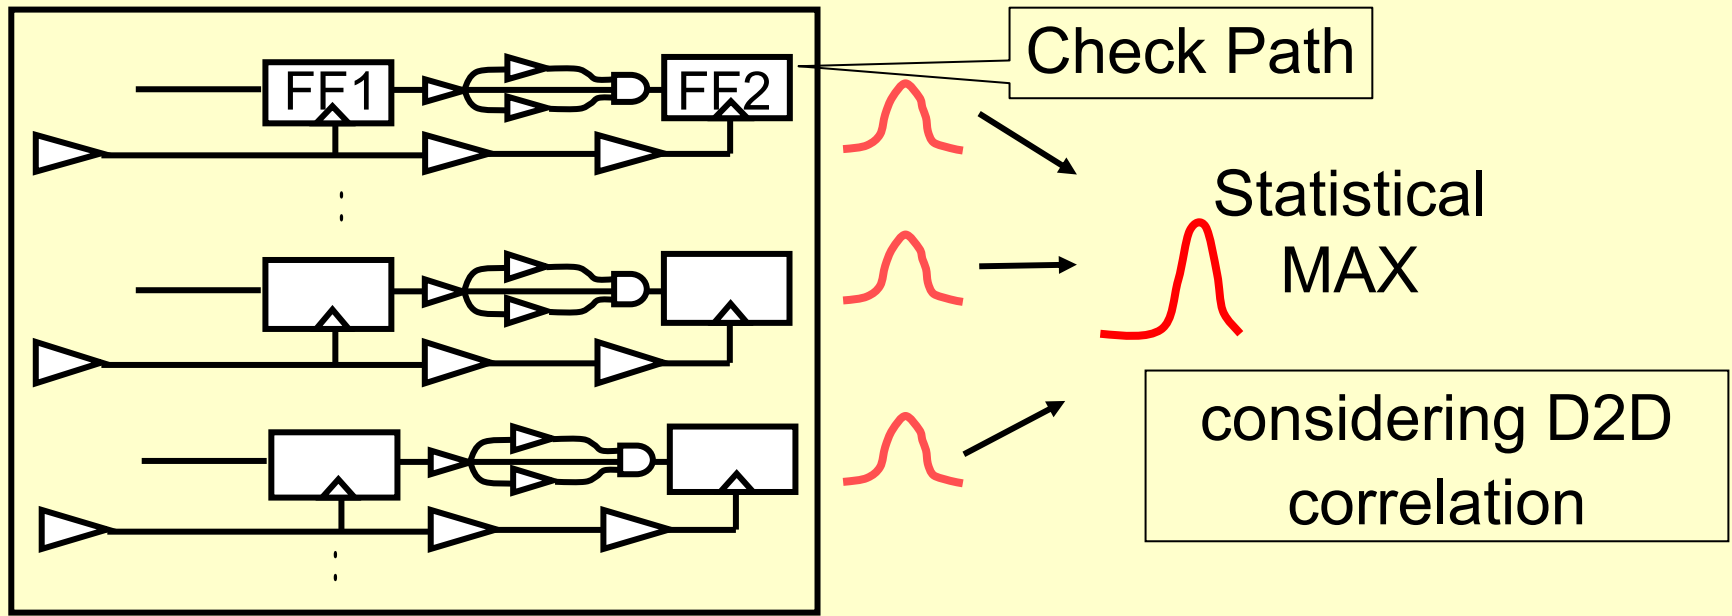 FF1
FF2
Check Path
Statistical
MAX
considering D2D
correlation